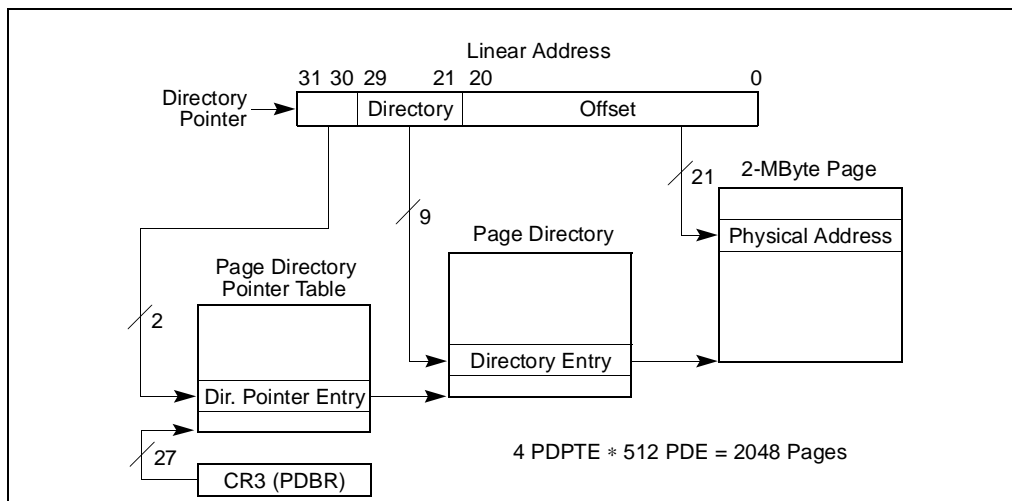 Linear Address
31 30 29 21 20 0
Directory
Pointer
Directory Offset
2-MByte Page
21
9
Physical Address
Page Directory
Page Directory
Pointer Table
2
Directory Entry
Dir. Pointer Entry
27
4 PDPTE * 512 PDE = 2048 Pages
CR3 (PDBR)